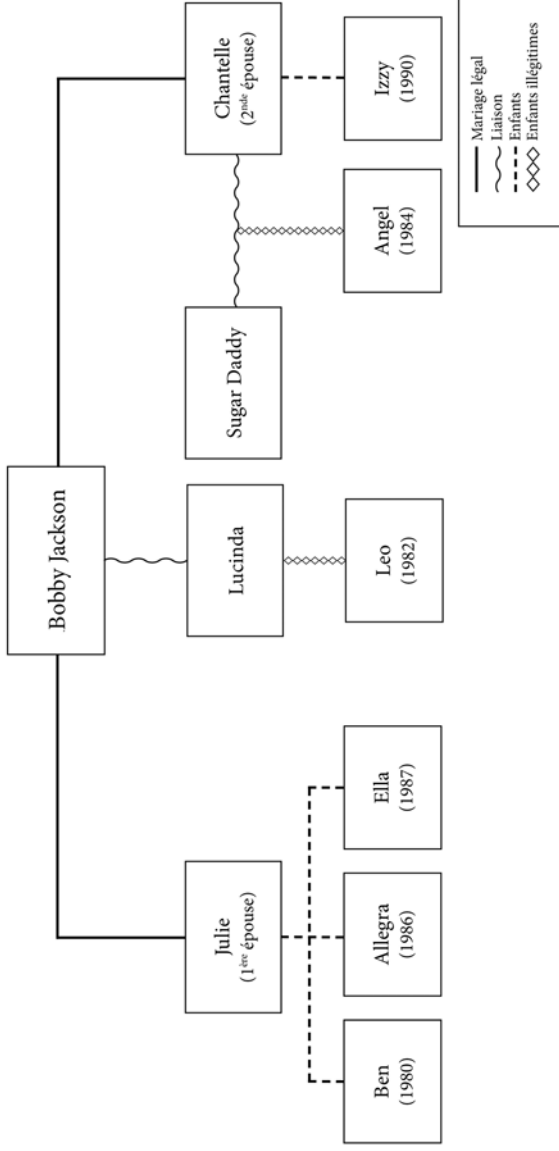 .Bobby Jackson
Julie
(1ère épouse)
Lucinda
Sugar Daddy
Chantelle
(2nde épouse)
Ben
(1980)
Allegra
(1986)
Ella
(1987)
Leo
(1982)
Angel
(1984)
Izzy
(1990)
Mariage légal
Liaison
Enfants
Enfants illégitimes